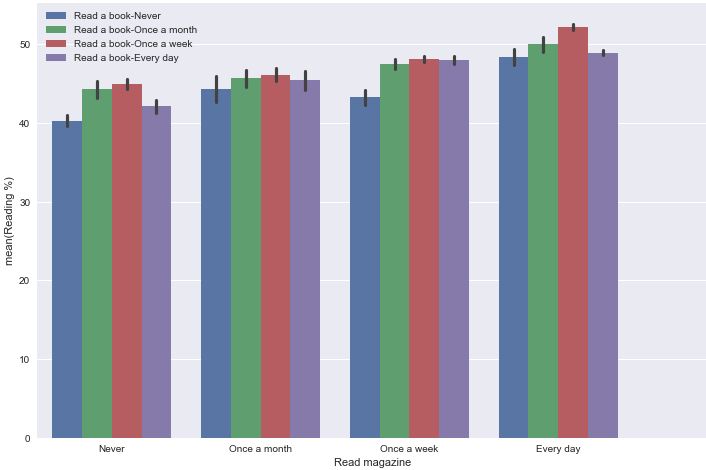 Read a book-Never
Read a book-Once a month
Read a book-Once a week
Read a book-Every day
50
40
30
20
10
0
mean(Reading %)
Never
Once a month
Once a week
Every day
Read magazine